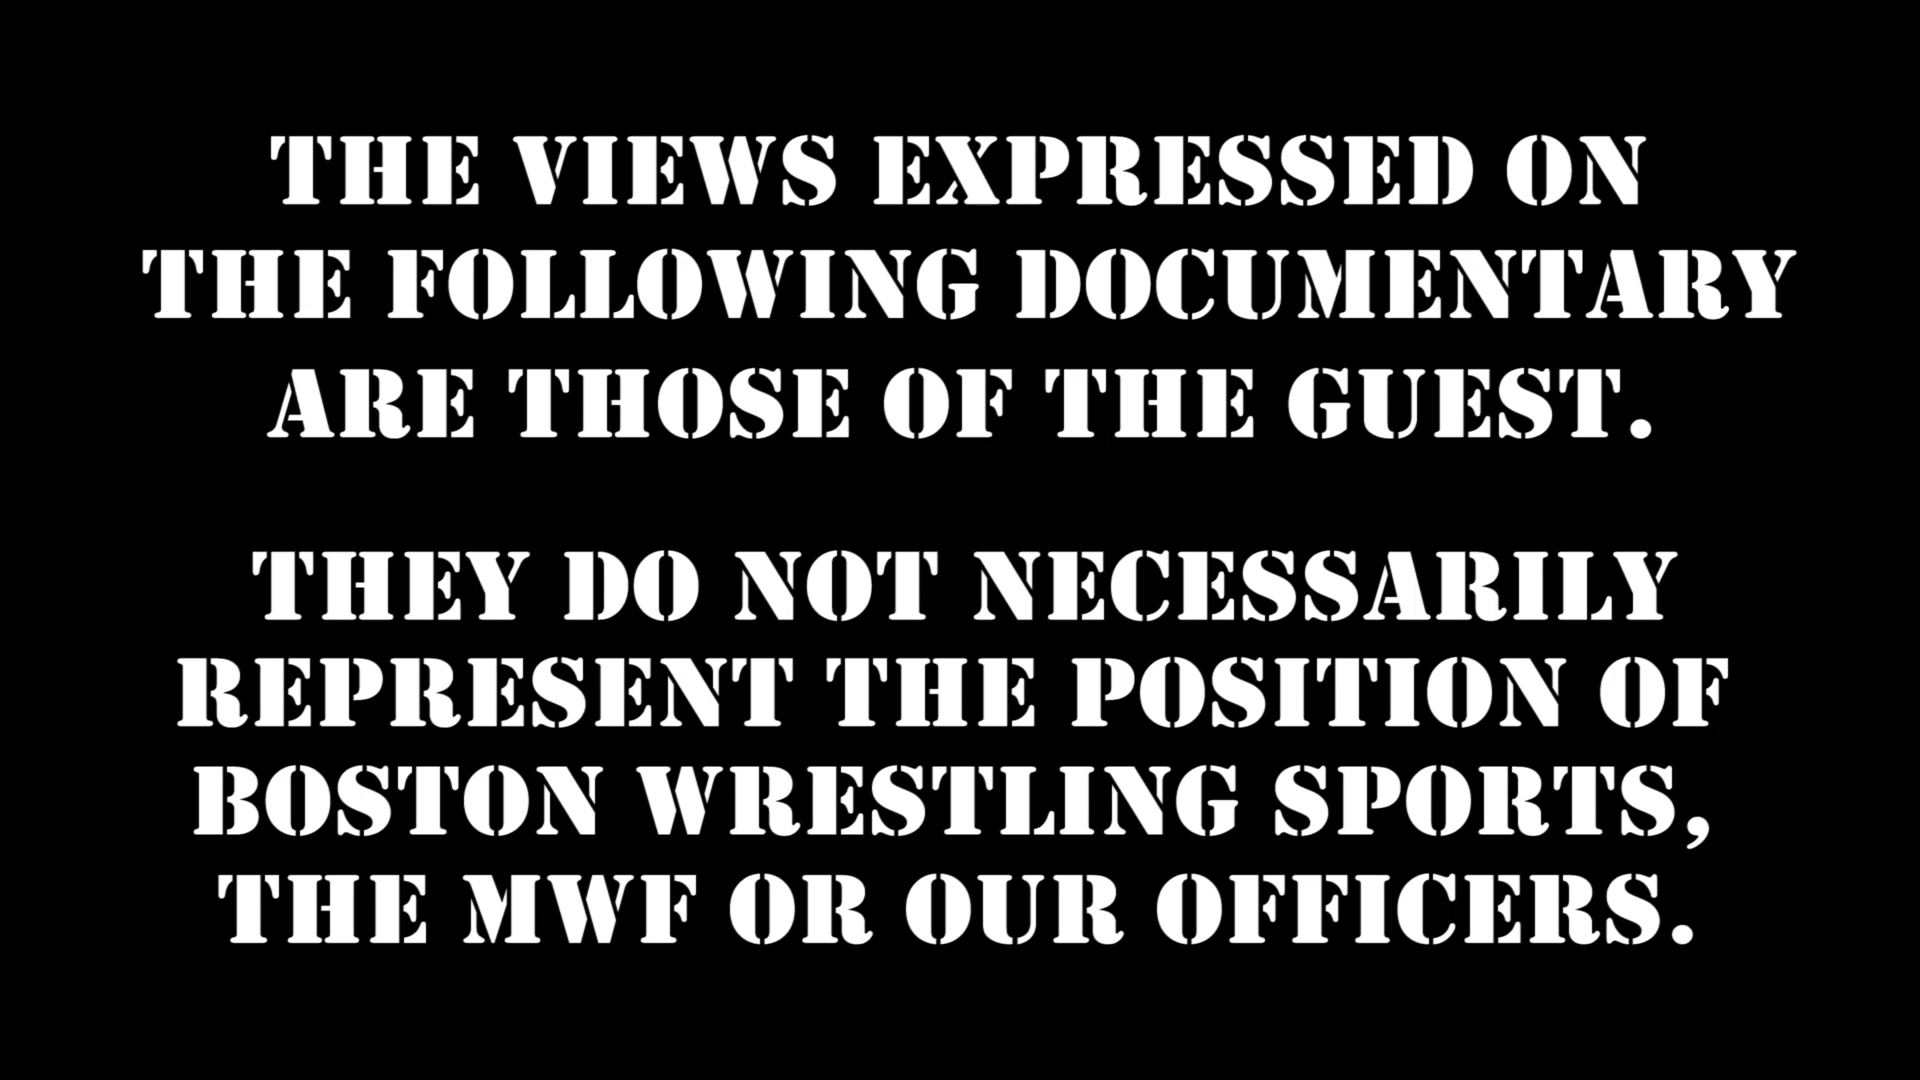 THE VIEWS EXPRESSED ON
THE FOLLOWING DOCUMENTARY
ARE THOSE OF THE GUEST.
THEY DO NOT NECESSARILY
REPRESENT THE POSITION OF
BOSTON WRESTLING SPORTS,
THE MWF OR OUR OFFICERS.